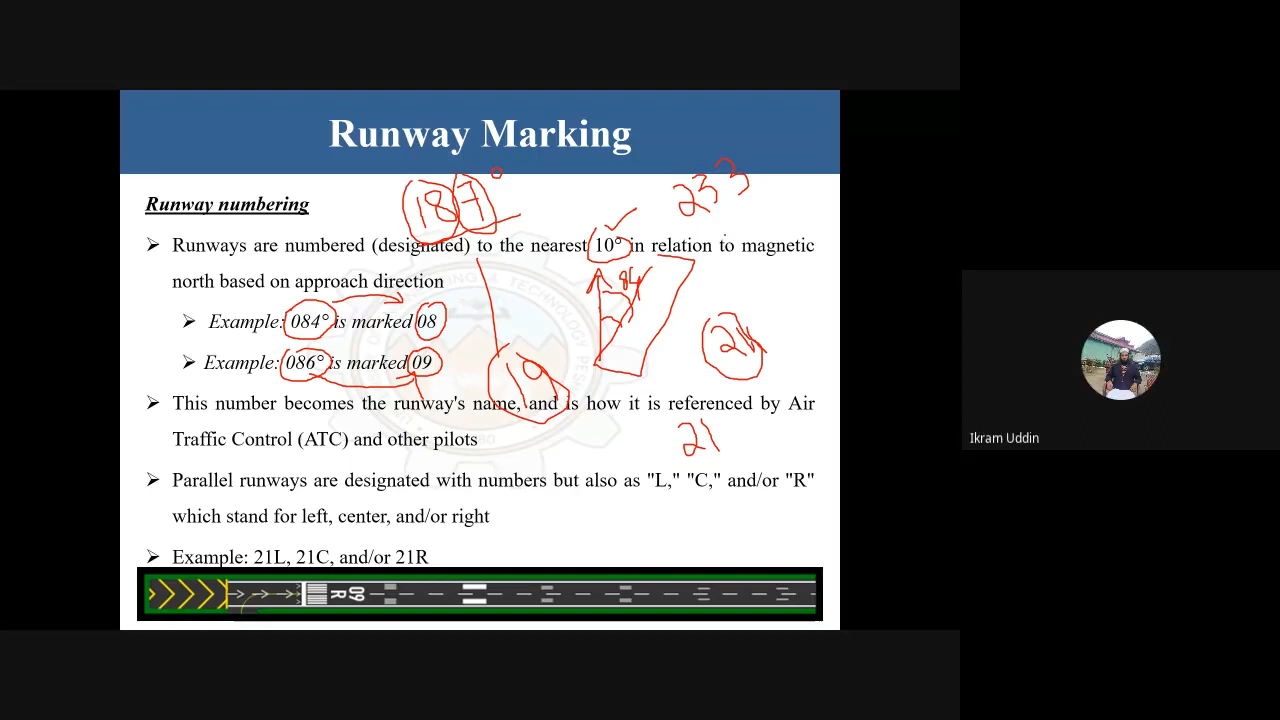 Runway Marking
187°
233
Runway numbering
Runways are numbered (designated) to the nearest 10° in relation to magnetic
north based on approach direction
84
Example: 084° is marked 08
24
Example: 086° is marked 09
19
This number becomes the runway's name, and is how it is referenced by Air
Traffic Control (ATC) and other pilots
21
Parallel runways are designated with numbers but also as "L," "C," and/or "R"
which stand for left, center, and/or right
Example: 21L, 21C, and/or 21R
09
R
Ikram Uddin